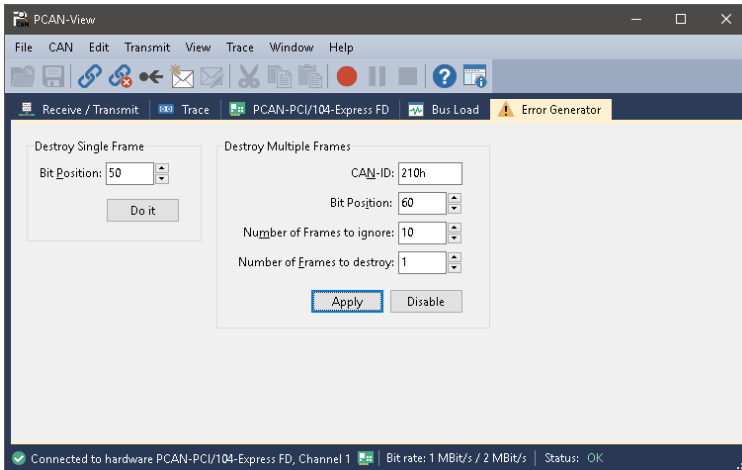 PCAN-View
File CAN Edit Transmit View Trace Window Help
Receive / Transmit Trace PCAN-PCI/104-Express FD Bus Load Error Generator
Destroy Single Frame
Bit Position: 50
Do it
Destroy Multiple Frames
CAN-ID: 210h
Bit Position: 60
Number of Frames to ignore: 10
Number of Frames to destroy: 1
Apply Disable
Connected to hardware PCAN-PCI/104-Express FD, Channel 1 Bit rate: 1 MBit/s / 2 MBit/s Status: OK